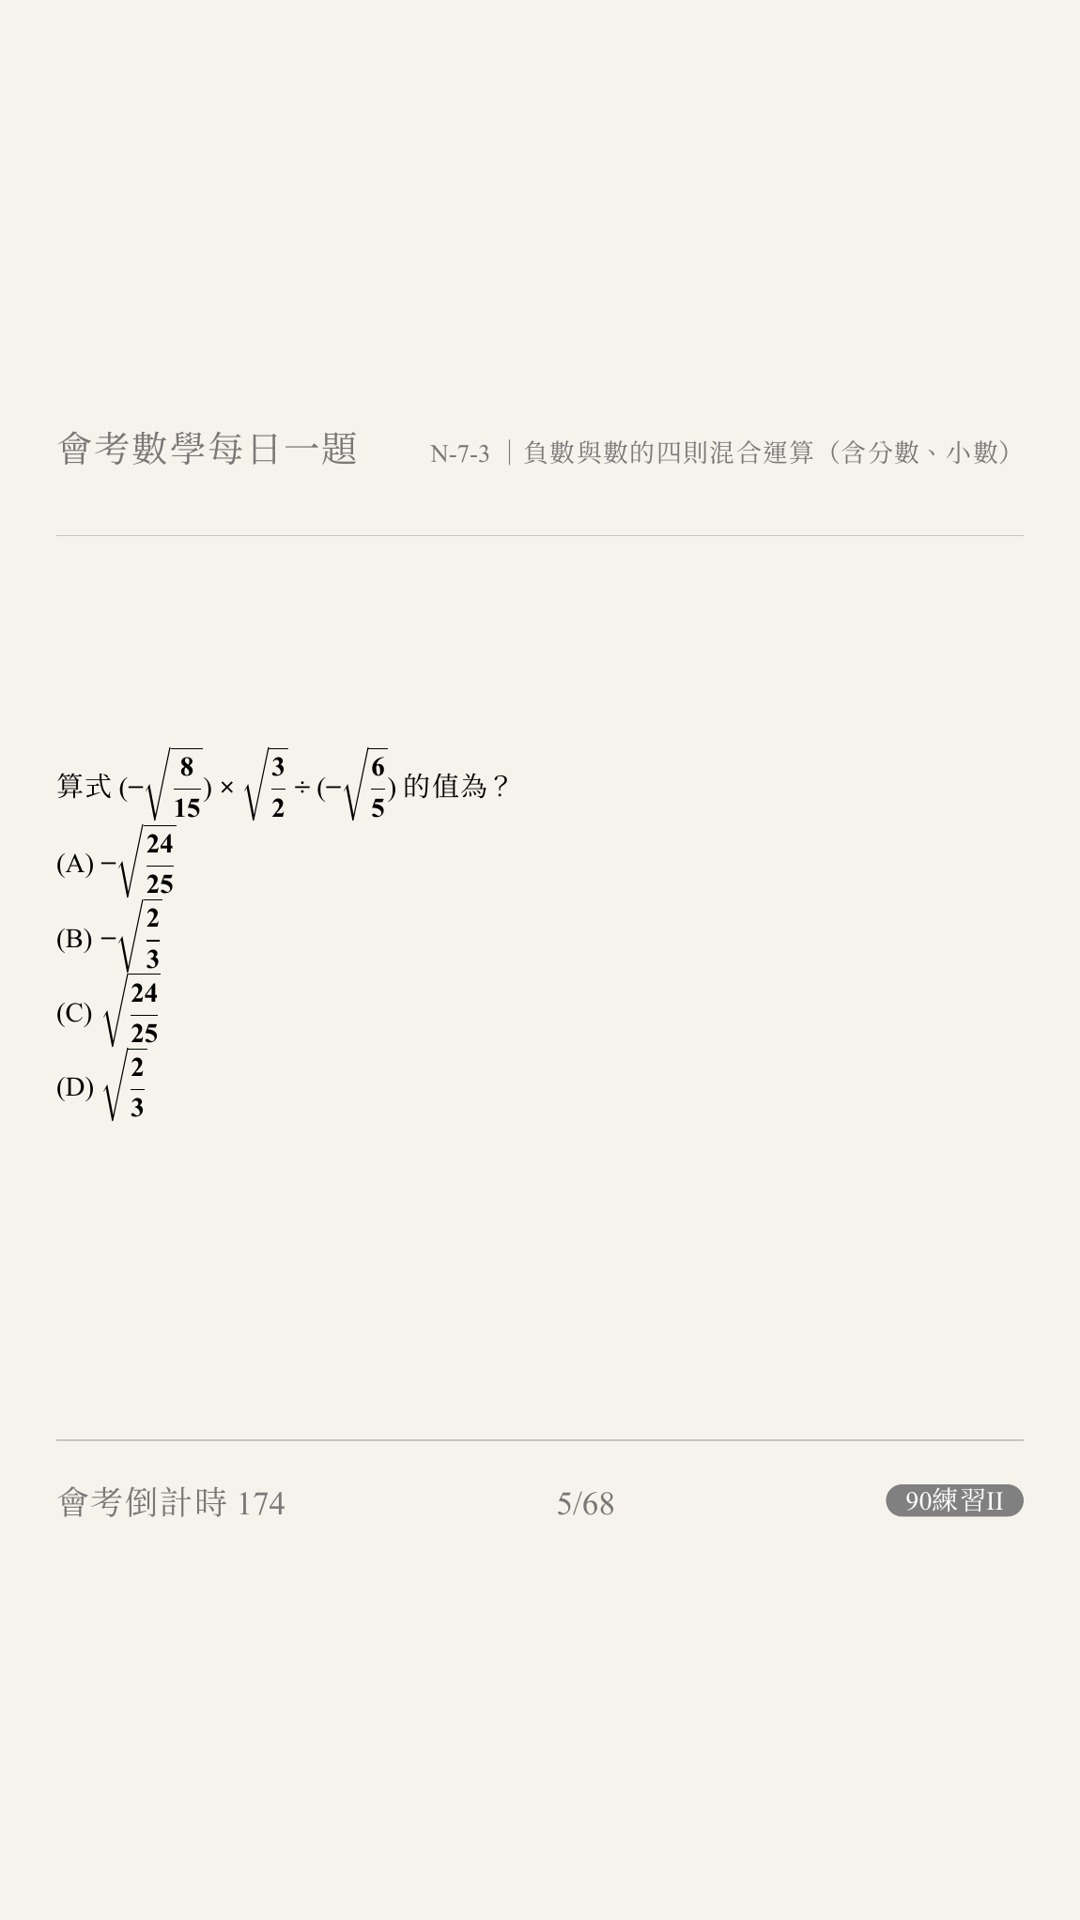 會考數學每日一題
N-7-3｜負數與數的四則混合運算（含分數、小數）
算式 (−√(8/15)) × √(3/2) ÷ (−√(6/5)) 的值為？
(A) −√(24/25)
(B) −√(2/3)
(C) √(24/25)
(D) √(2/3)
會考倒計時 174
5/68
90練習II